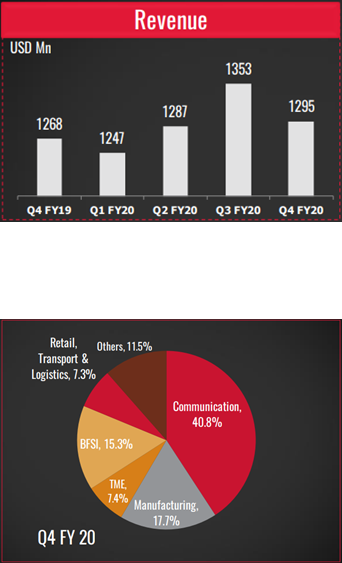 Revenue
USD Mn
1268
1247
1287
1353
1295
Q4 FY19
Q1 FY20
Q2 FY20
Q3 FY20
Q4 FY20
Retail,
Transport &
Logistics, 7.3%
Others, 11.5%
Communication,
40.8%
BFSI, 15.3%
TME,
7.4%
Manufacturing,
17.7%
Q4 FY 20